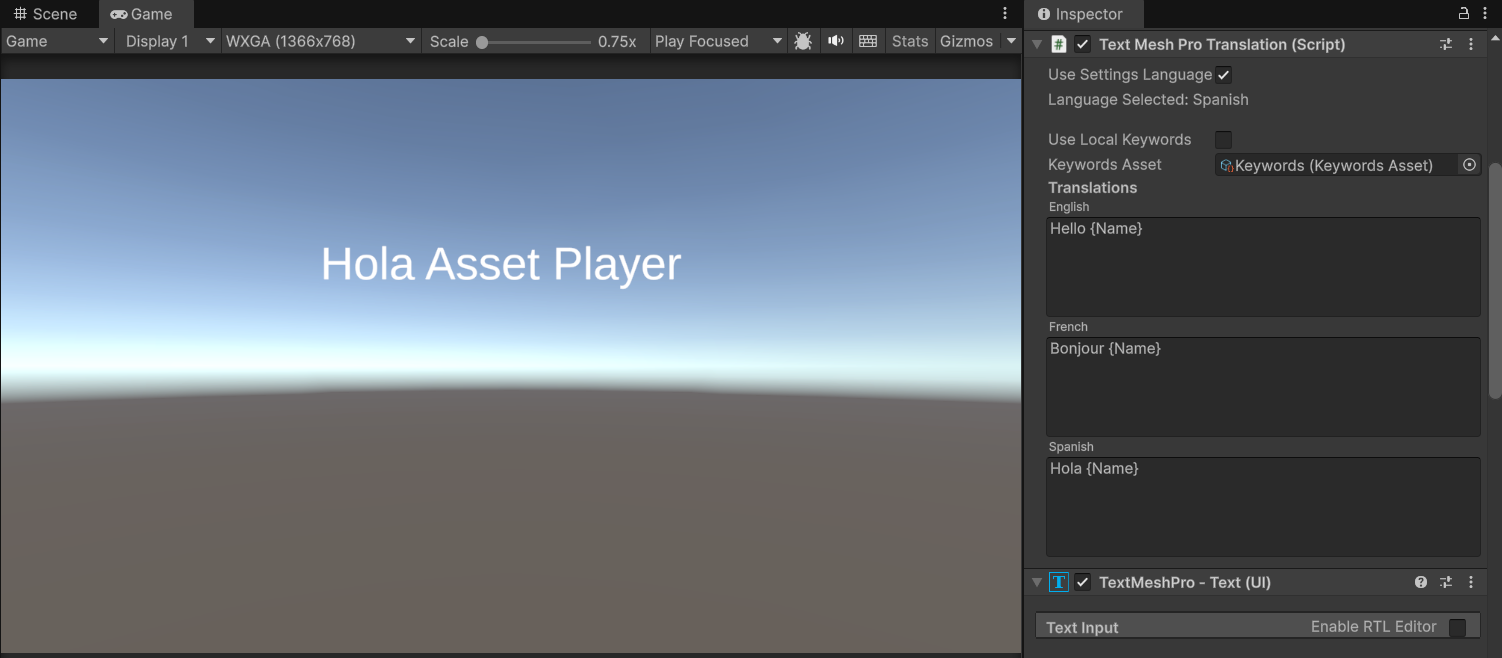 Scene Game
Game Display 1 WXGA (1366x768) Scale 0.75x Play Focused Stats Gizmos
Hola Asset Player
Inspector
# Text Mesh Pro Translation (Script)
Use Settings Language
Language Selected: Spanish
Use Local Keywords
Keywords Asset Keywords (Keywords Asset)
Translations
English
Hello {Name}
French
Bonjour {Name}
Spanish
Hola {Name}
T TextMeshPro - Text (UI)
Text Input Enable RTL Editor